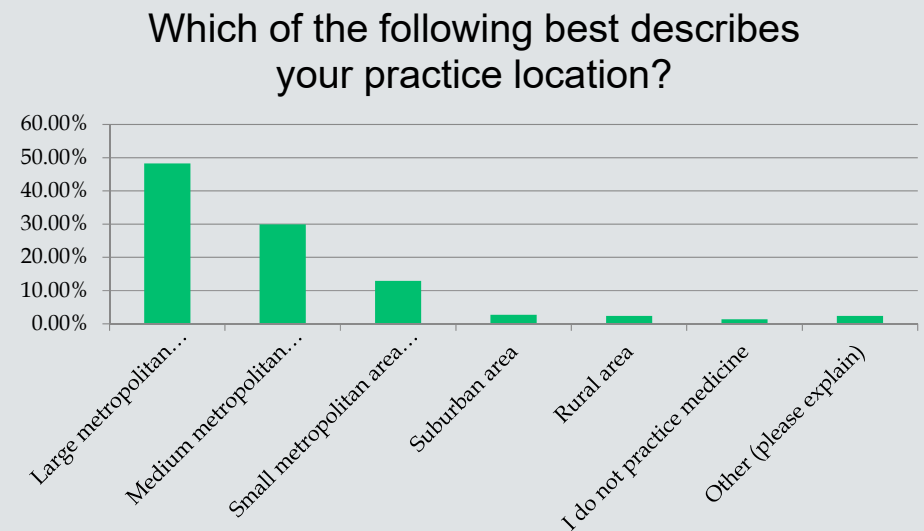 Which of the following best describes
your practice location?
60.00%
50.00%
40.00%
30.00%
20.00%
10.00%
0.00%
Large metropolitan…
Medium metropolitan…
Small metropolitan area…
Suburban area
Rural area
I do not practice medicine
Other (please explain)